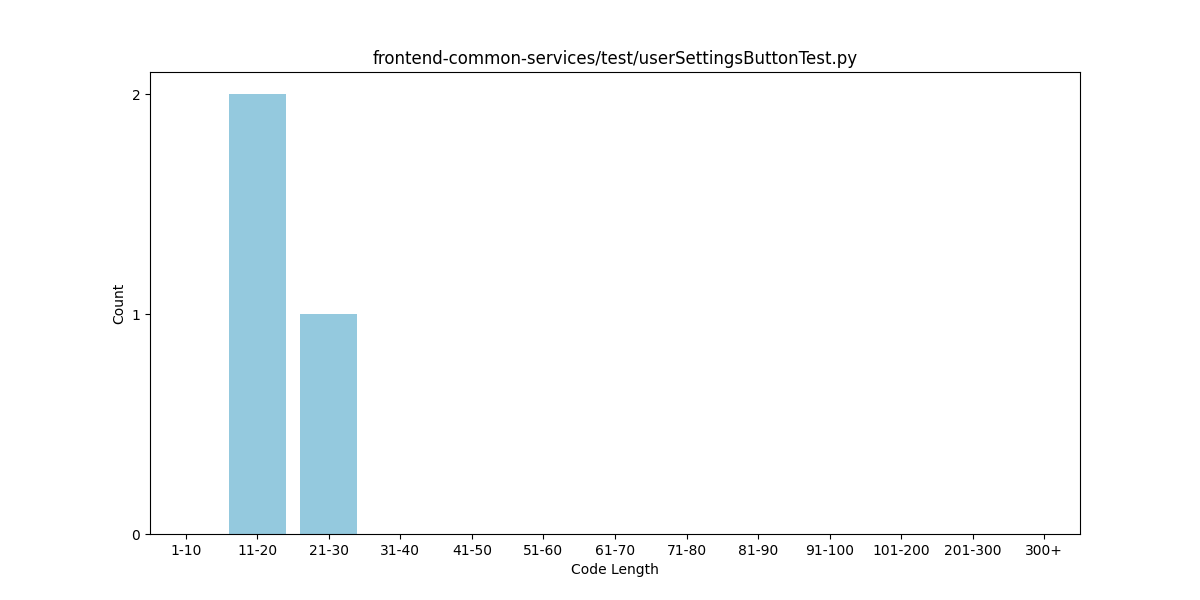 frontend-common-services/test/userSettingsButtonTest.py
2
1
0
Count
1-10 11-20 21-30 31-40 41-50 51-60 61-70 71-80 81-90 91-100 101-200 201-300 300+
Code Length